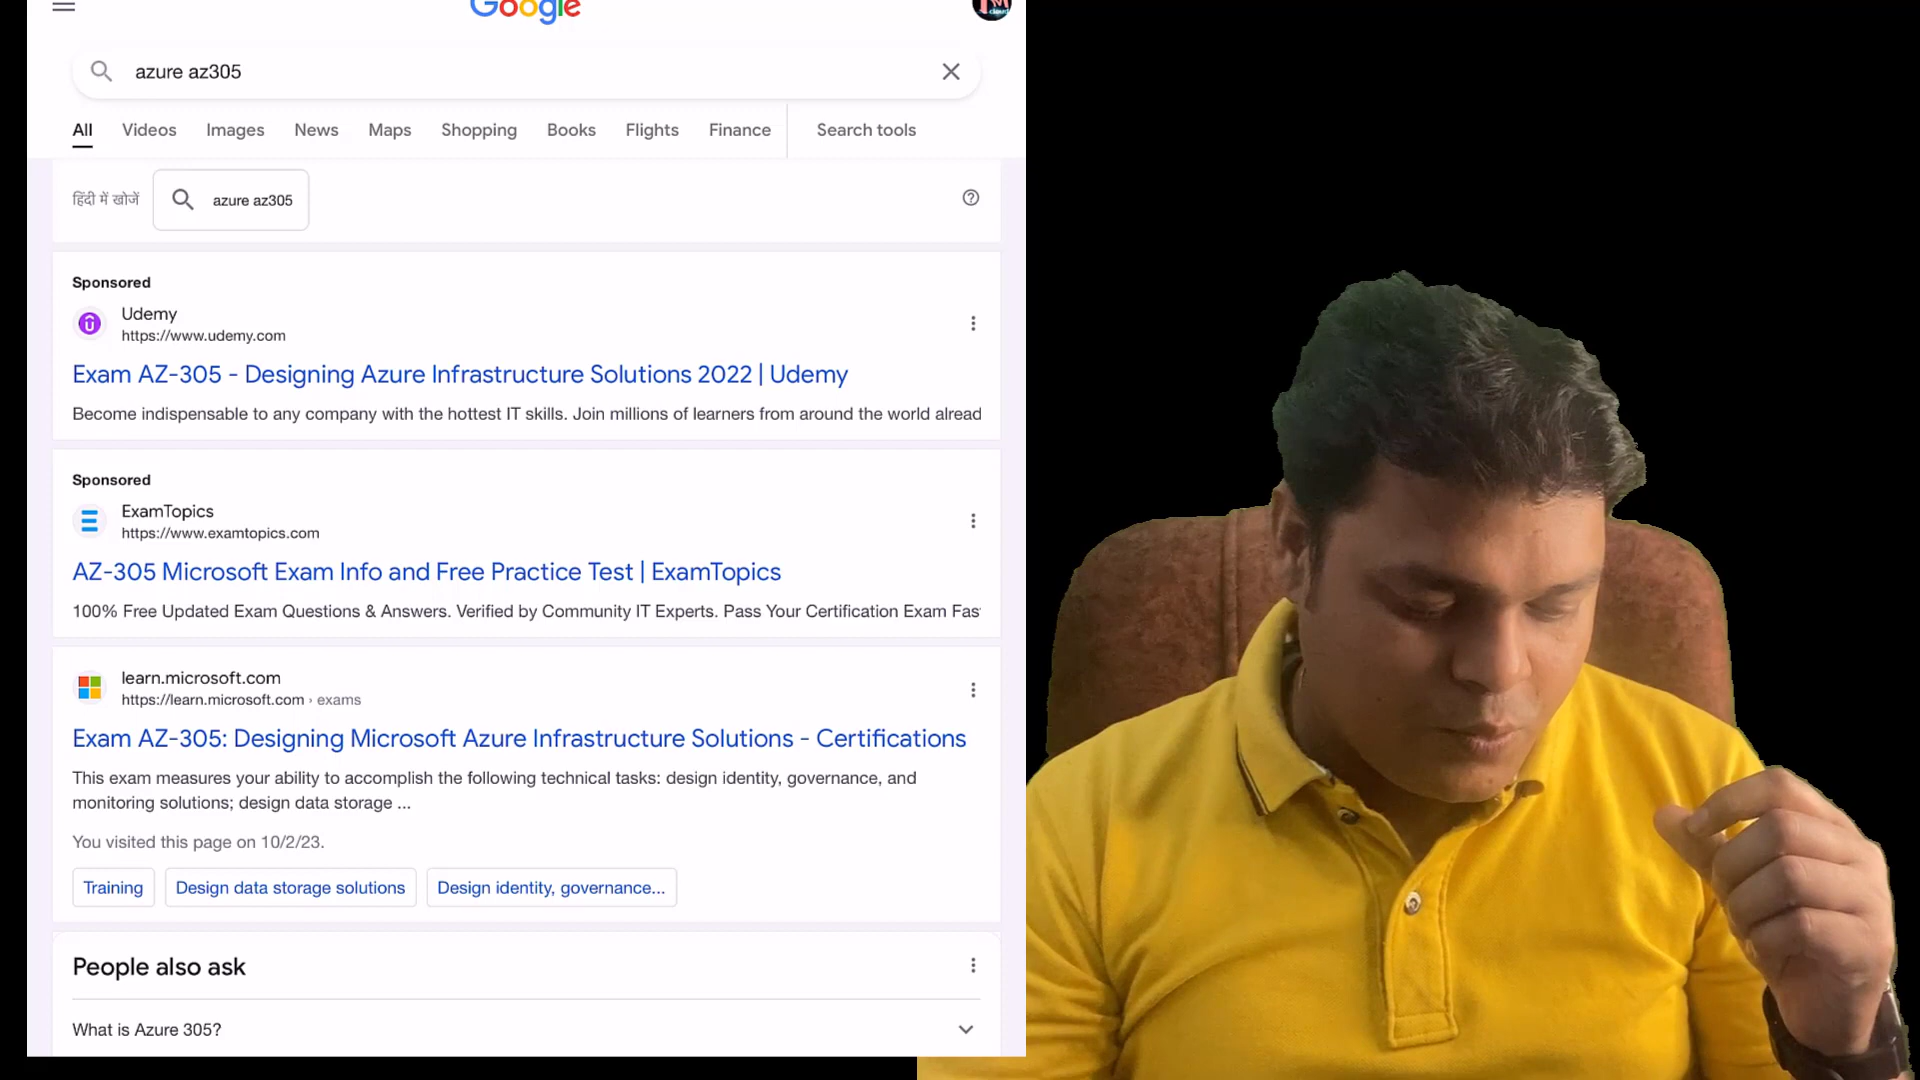 Google
azure az305
All Videos Images News Maps Shopping Books Flights Finance Search tools
हिंदी में खोजें azure az305
Sponsored
Udemy
https://www.udemy.com
Exam AZ-305 - Designing Azure Infrastructure Solutions 2022 | Udemy
Become indispensable to any company with the hottest IT skills. Join millions of learners from around the world alread
Sponsored
ExamTopics
https://www.examtopics.com
AZ-305 Microsoft Exam Info and Free Practice Test | ExamTopics
100% Free Updated Exam Questions & Answers. Verified by Community IT Experts. Pass Your Certification Exam Fas
learn.microsoft.com
https://learn.microsoft.com › exams
Exam AZ-305: Designing Microsoft Azure Infrastructure Solutions - Certifications
This exam measures your ability to accomplish the following technical tasks: design identity, governance, and
monitoring solutions; design data storage ...
You visited this page on 10/2/23.
Training Design data storage solutions Design identity, governance...
People also ask
What is Azure 305?